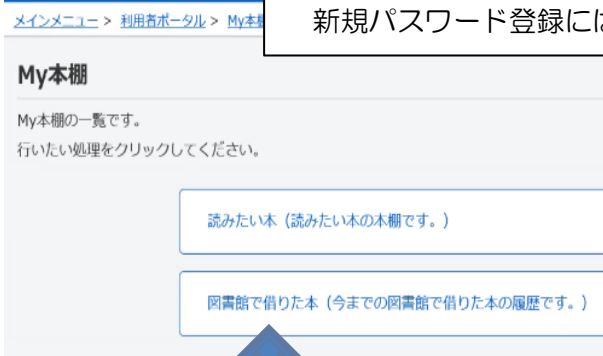 新規パスワード登録には
メインメニュー > 利用者ポータル > My本棚
My本棚
My本棚の一覧です。
行いたい処理をクリックしてください。
読みたい本（読みたい本の本棚です。）
図書館で借りた本（今までの図書館で借りた本の履歴です。）